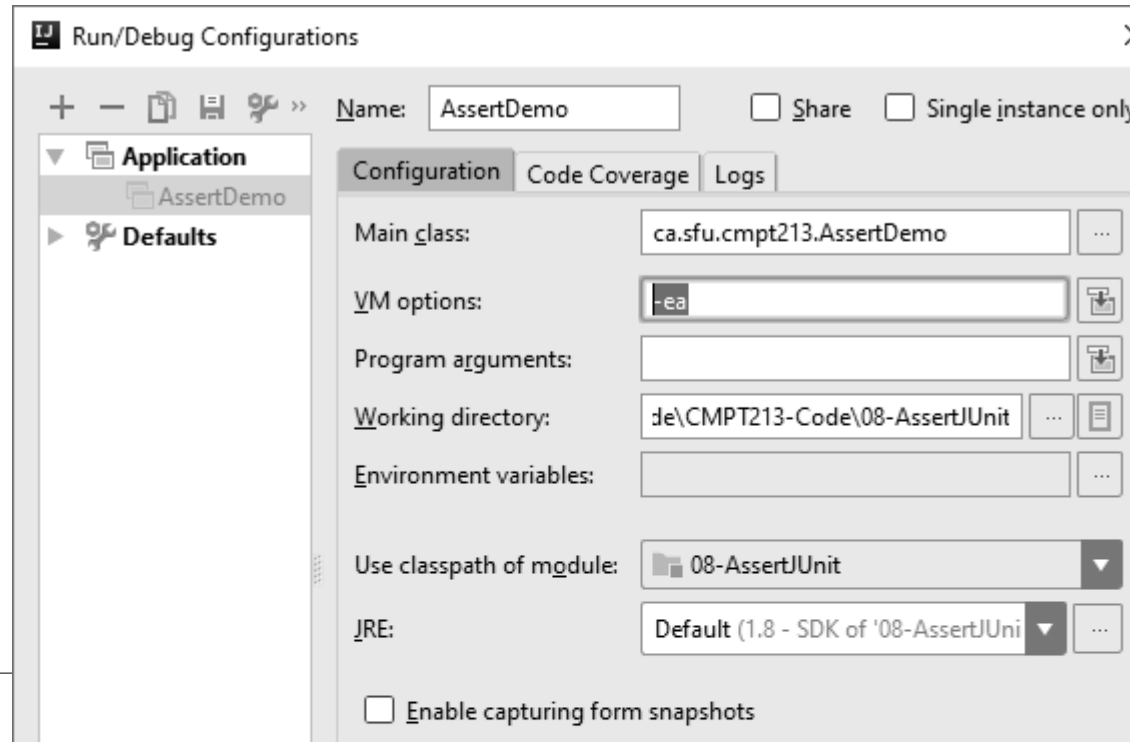 IJ Run/Debug Configurations
Name: AssertDemo Share Single instance only
Application
AssertDemo
Defaults
Configuration Code Coverage Logs
Main class: ca.sfu.cmpt213.AssertDemo ...
VM options: -ea
Program arguments:
Working directory: de\CMPT213-Code\08-AssertJUnit ...
Environment variables: ...
Use classpath of module: 08-AssertJUnit
JRE: Default (1.8 - SDK of '08-AssertJUni ...
Enable capturing form snapshots